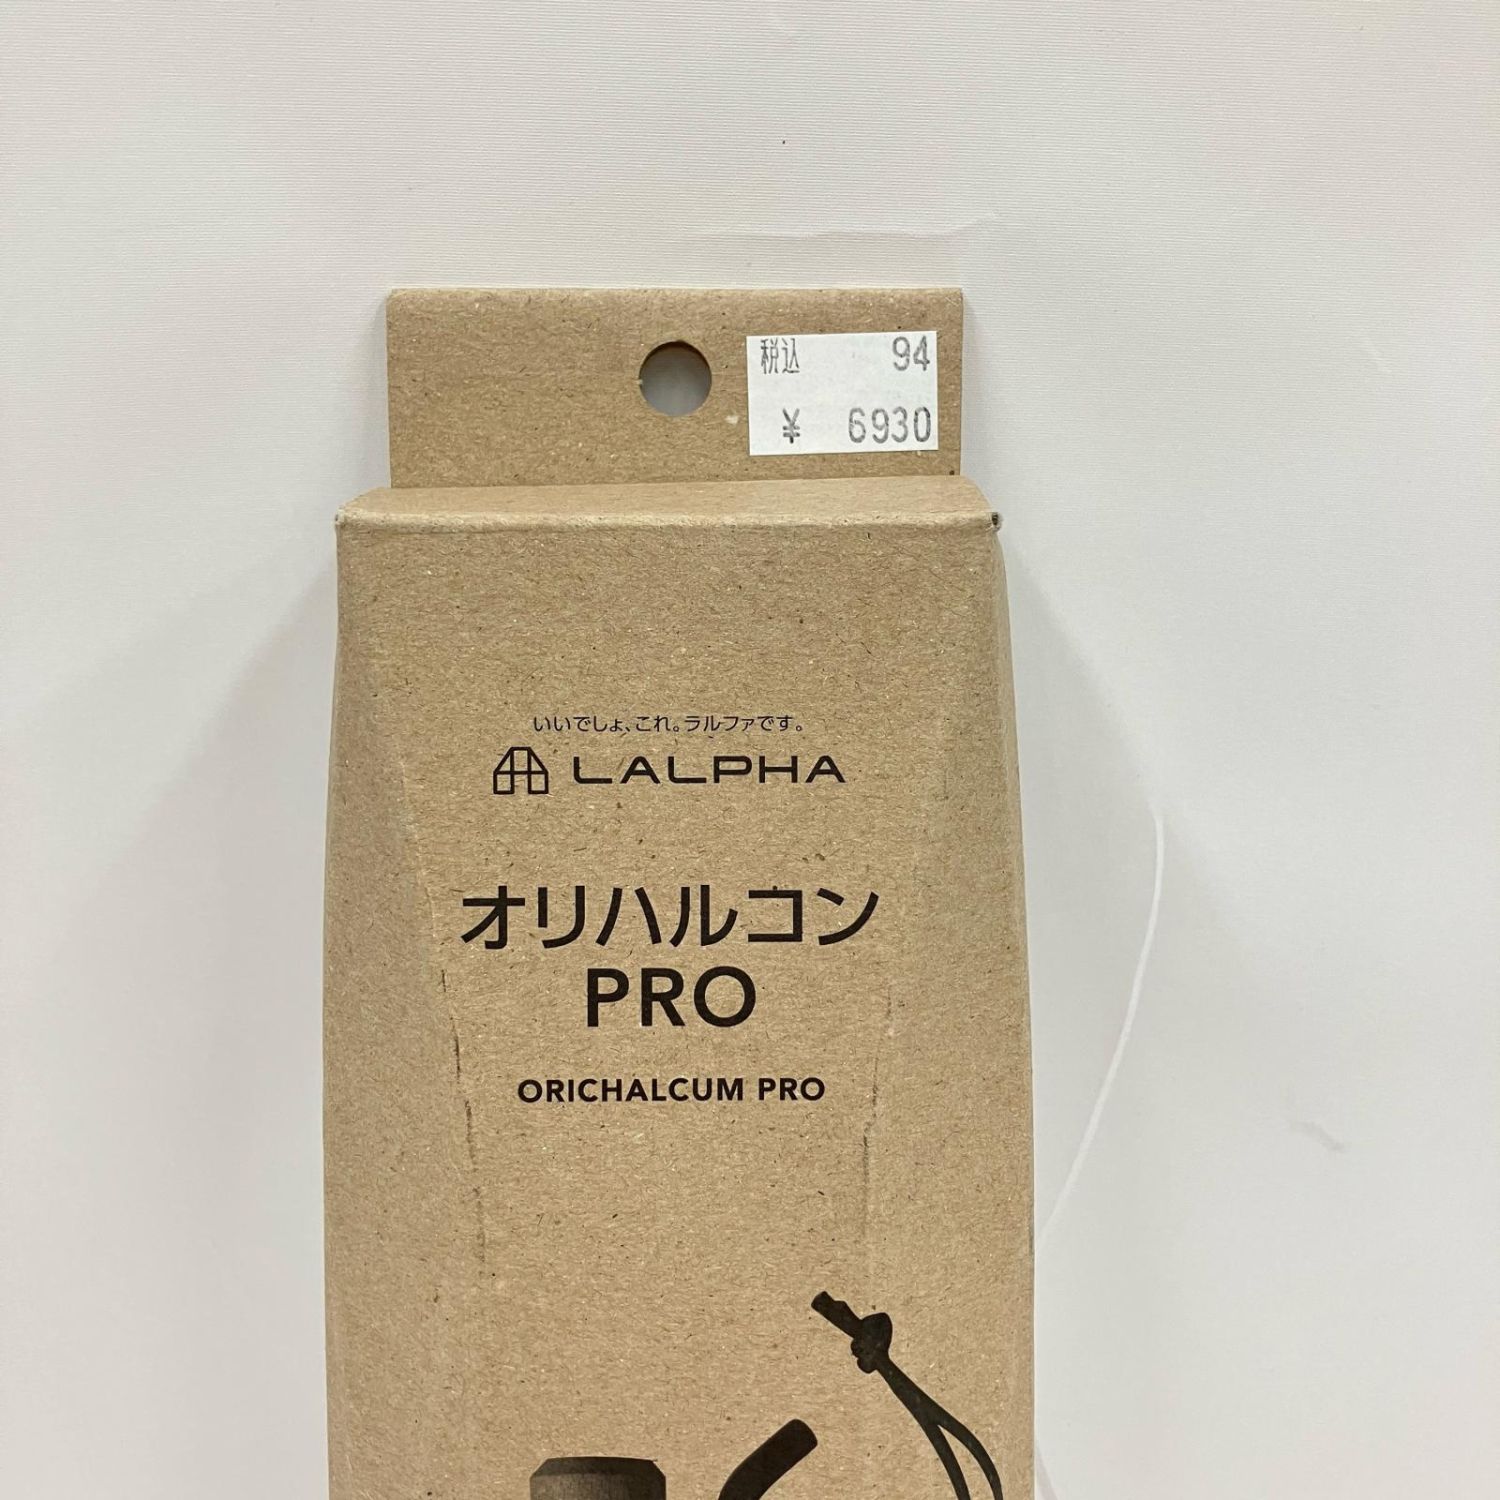 税込 94
¥ 6930
いいでしょ、これ。ラルファです。
LALPHA
オリハルコン
PRO
ORICHALCUM PRO